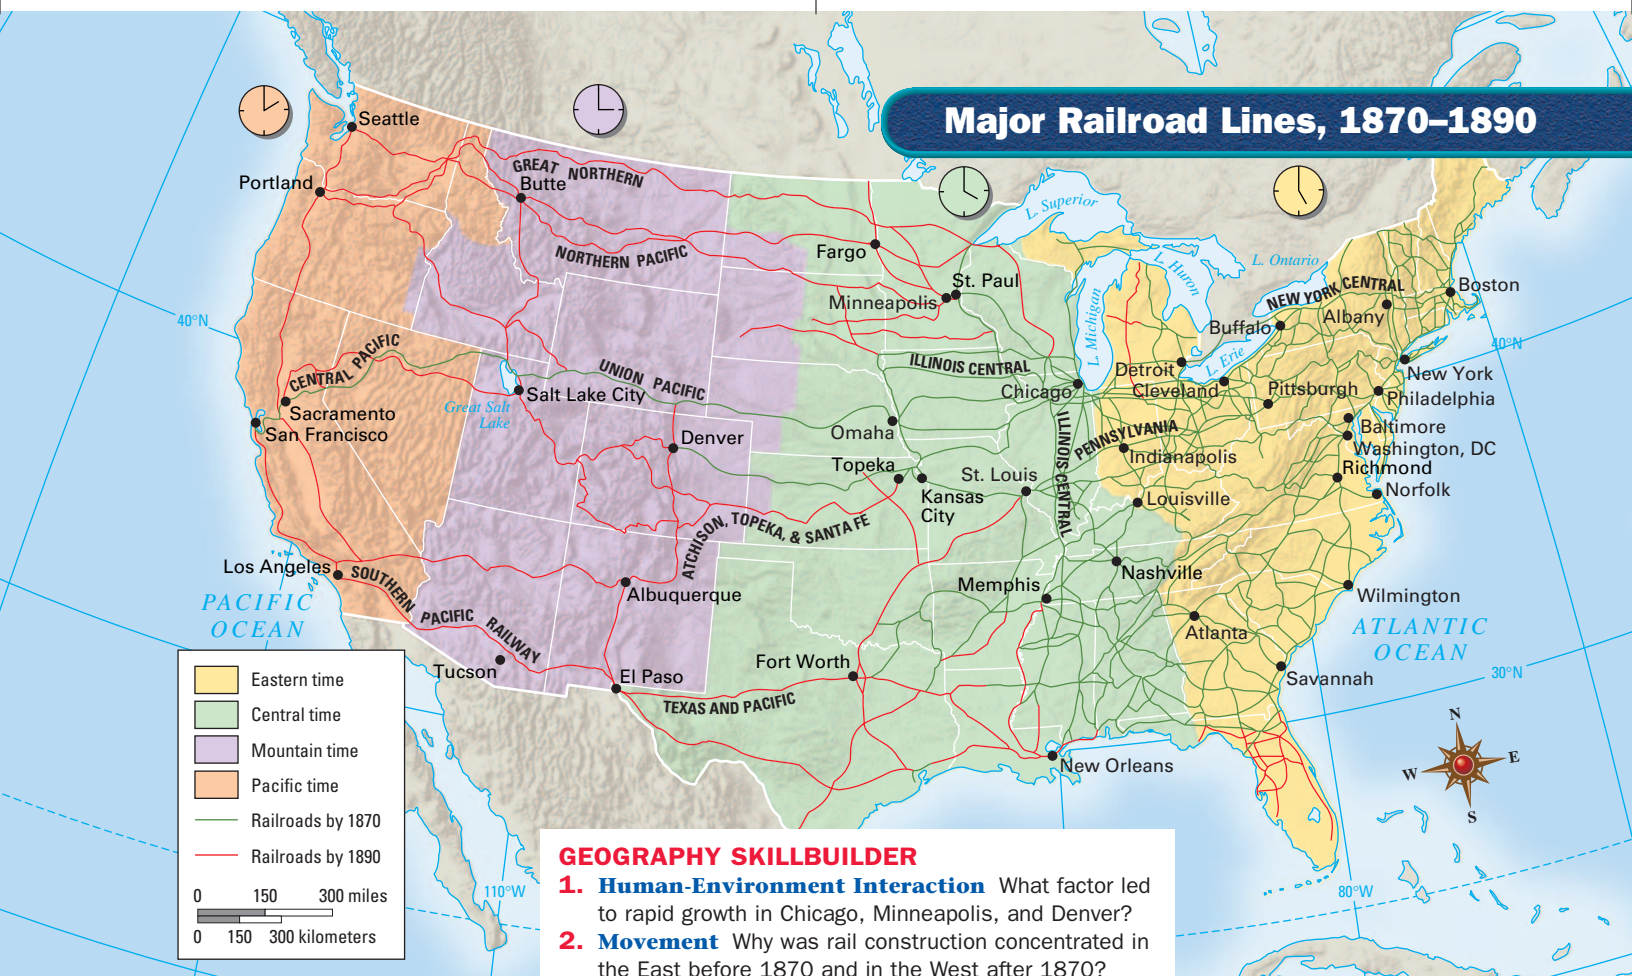 Major Railroad Lines, 1870–1890
Seattle
Portland
GREAT NORTHERN
Butte
NORTHERN PACIFIC
Fargo
St. Paul
Minneapolis
L. Superior
L. Michigan
L. Huron
L. Ontario
L. Erie
NEW YORK CENTRAL
Boston
Albany
Buffalo
40°N
40°N
CENTRAL PACIFIC
UNION PACIFIC
ILLINOIS CENTRAL
Chicago
Detroit
Cleveland
Pittsburgh
New York
Philadelphia
Sacramento
San Francisco
Great Salt
Lake
Salt Lake City
Denver
Omaha
Topeka
Kansas
City
St. Louis
ILLINOIS CENTRAL
PENNSYLVANIA
Indianapolis
Louisville
Baltimore
Washington, DC
Richmond
Norfolk
ATCHISON, TOPEKA, & SANTA FE
Los Angeles
SOUTHERN PACIFIC RAILWAY
Albuquerque
Memphis
Nashville
Wilmington
Atlanta
PACIFIC
OCEAN
ATLANTIC
OCEAN
Tucson
El Paso
Fort Worth
TEXAS AND PACIFIC
Savannah
30°N
New Orleans
N
E
S
W
Eastern time
Central time
Mountain time
Pacific time
Railroads by 1870
Railroads by 1890
0 150 300 miles
0 150 300 kilometers
110°W
80°W
GEOGRAPHY SKILLBUILDER
1. Human-Environment Interaction What factor led
to rapid growth in Chicago, Minneapolis, and Denver?
2. Movement Why was rail construction concentrated in
the East before 1870 and in the West after 1870?